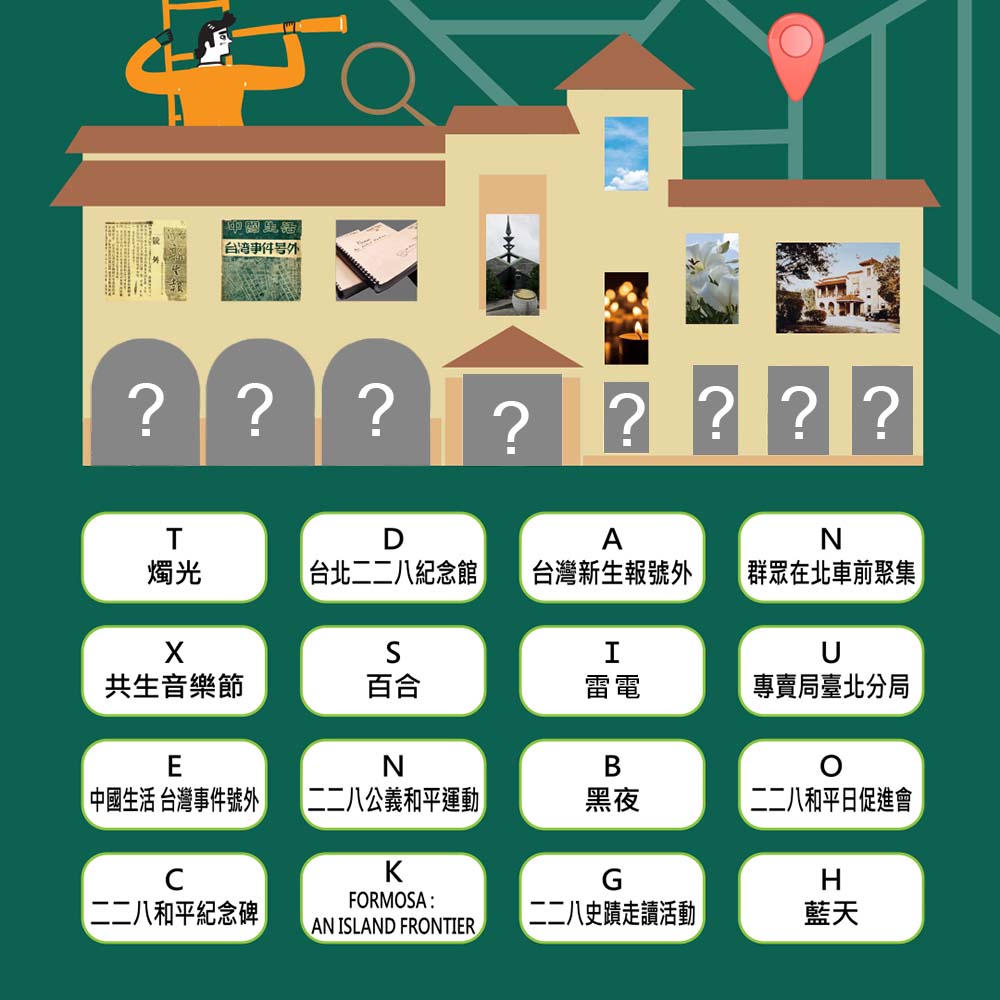 號外
中國生活
台湾事件号外
?
?
?
?
?
?
?
?
T
燭光
D
台北二二八紀念館
A
台灣新生報號外
N
群眾在北車前聚集
X
共生音樂節
S
百合
I
雷電
U
專賣局臺北分局
E
中國生活 台灣事件號外
N
二二八公義和平運動
B
黑夜
O
二二八和平日促進會
C
二二八和平紀念碑
K
FORMOSA :
AN ISLAND FRONTIER
G
二二八史蹟走讀活動
H
藍天